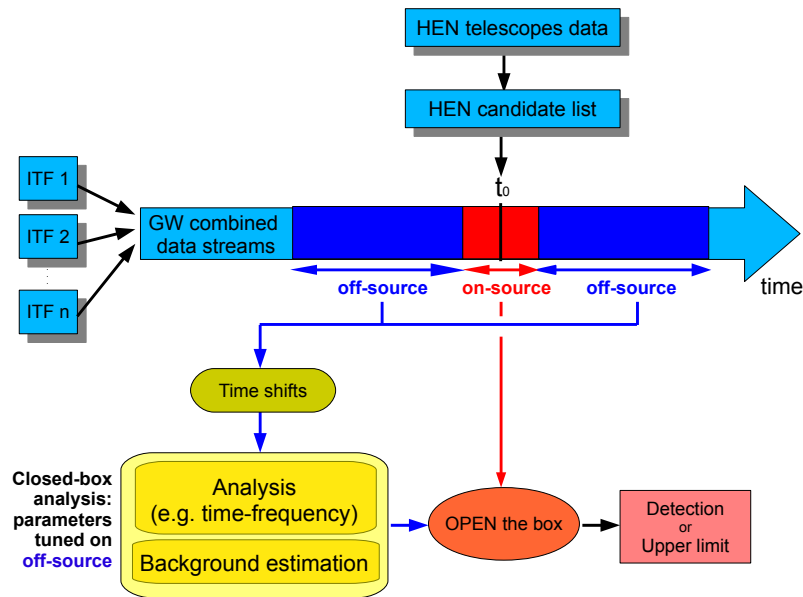 HEN telescopes data
HEN candidate list
t₀
ITF 1
ITF 2
ITF n
GW combined
data streams
off-source
on-source
off-source
time
Time shifts
Closed-box
analysis:
parameters
tuned on
off-source
Analysis
(e.g. time-frequency)
Background estimation
OPEN the box
Detection
or
Upper limit